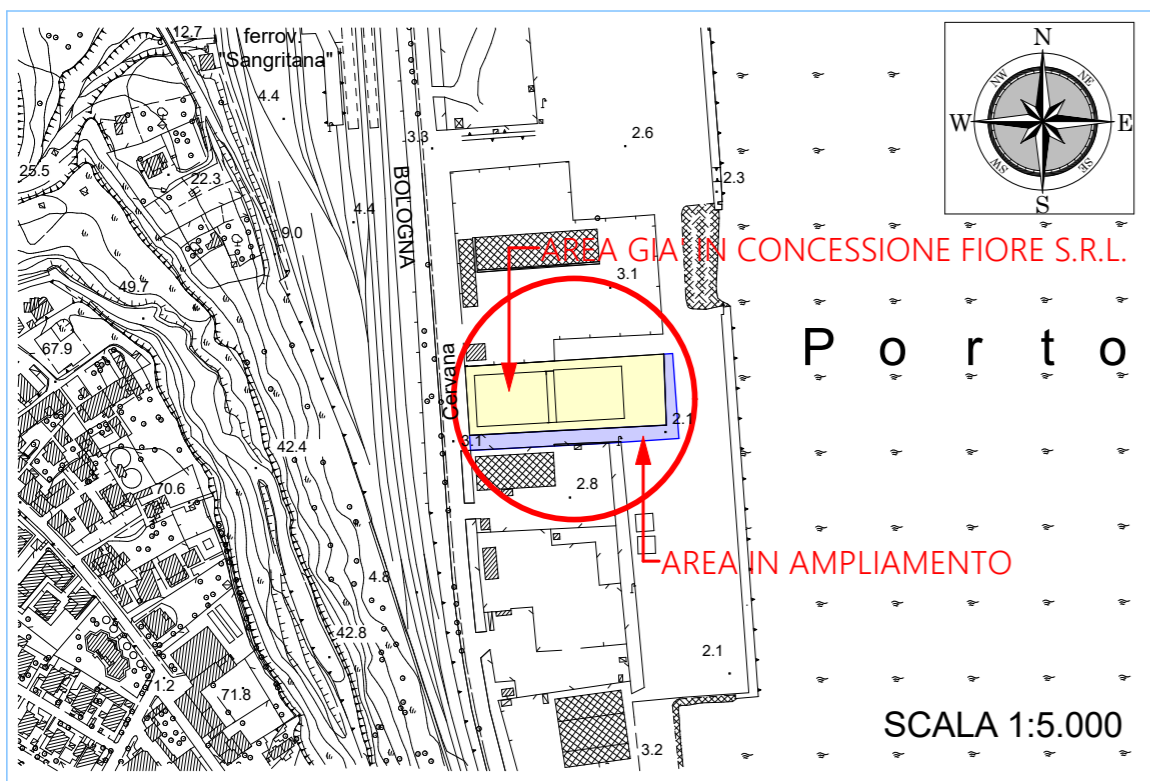 12.7
ferrov.
"Sangritana"
4.4
3.3
2.6
2.3
25.5
22.3
4.4
9.0
BOLOGNA
N
NW
NE
W
E
SW
SE
S
AREA GIA' IN CONCESSIONE FIORE S.R.L.
3.1
49.7
67.9
Cervana
P o r t o
2.1
3.1
42.4
70.6
2.8
AREA IN AMPLIAMENTO
4.8
42.8
2.1
1.2
71.8
3.2
SCALA 1:5.000